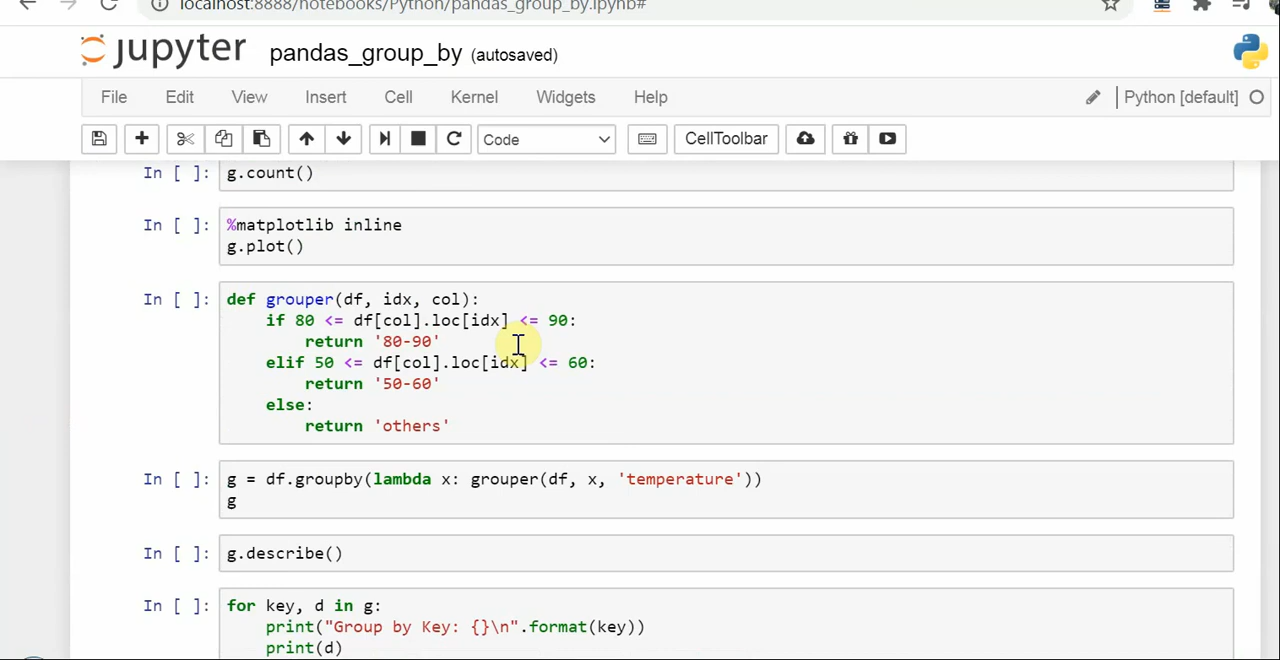 localhost:8888/notebooks/Python/pandas_group_by.ipynb#
jupyter pandas_group_by (autosaved)
File Edit View Insert Cell Kernel Widgets Help Python [default]
Code CellToolbar
In [ ]: g.count()
In [ ]: %matplotlib inline
g.plot()
In [ ]: def grouper(df, idx, col):
    if 80 <= df[col].loc[idx] <= 90:
        return '80-90'
    elif 50 <= df[col].loc[idx] <= 60:
        return '50-60'
    else:
        return 'others'
In [ ]: g = df.groupby(lambda x: grouper(df, x, 'temperature'))
g
In [ ]: g.describe()
In [ ]: for key, d in g:
    print("Group by Key: {}\n".format(key))
    print(d)